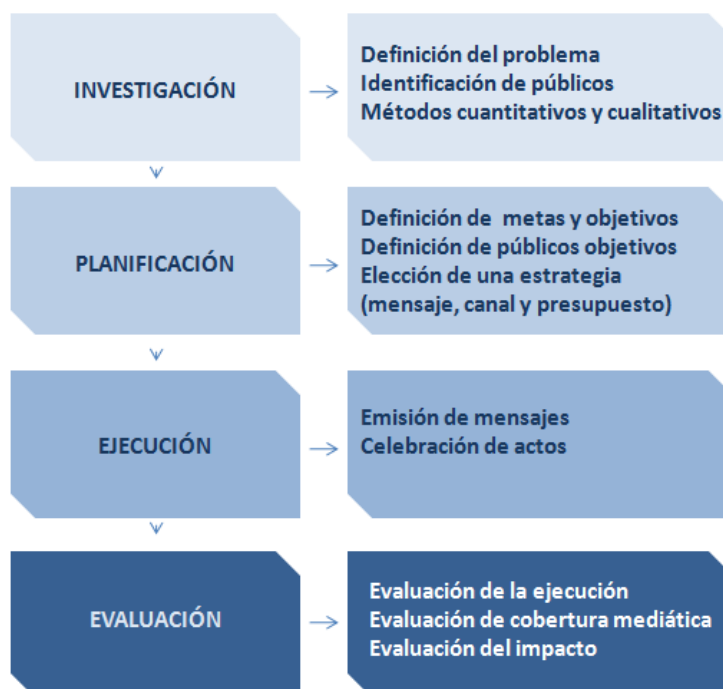 INVESTIGACIÓN
Definición del problema
Identificación de públicos
Métodos cuantitativos y cualitativos
PLANIFICACIÓN
Definición de metas y objetivos
Definición de públicos objetivos
Elección de una estrategia
(mensaje, canal y presupuesto)
EJECUCIÓN
Emisión de mensajes
Celebración de actos
EVALUACIÓN
Evaluación de la ejecución
Evaluación de cobertura mediática
Evaluación del impacto